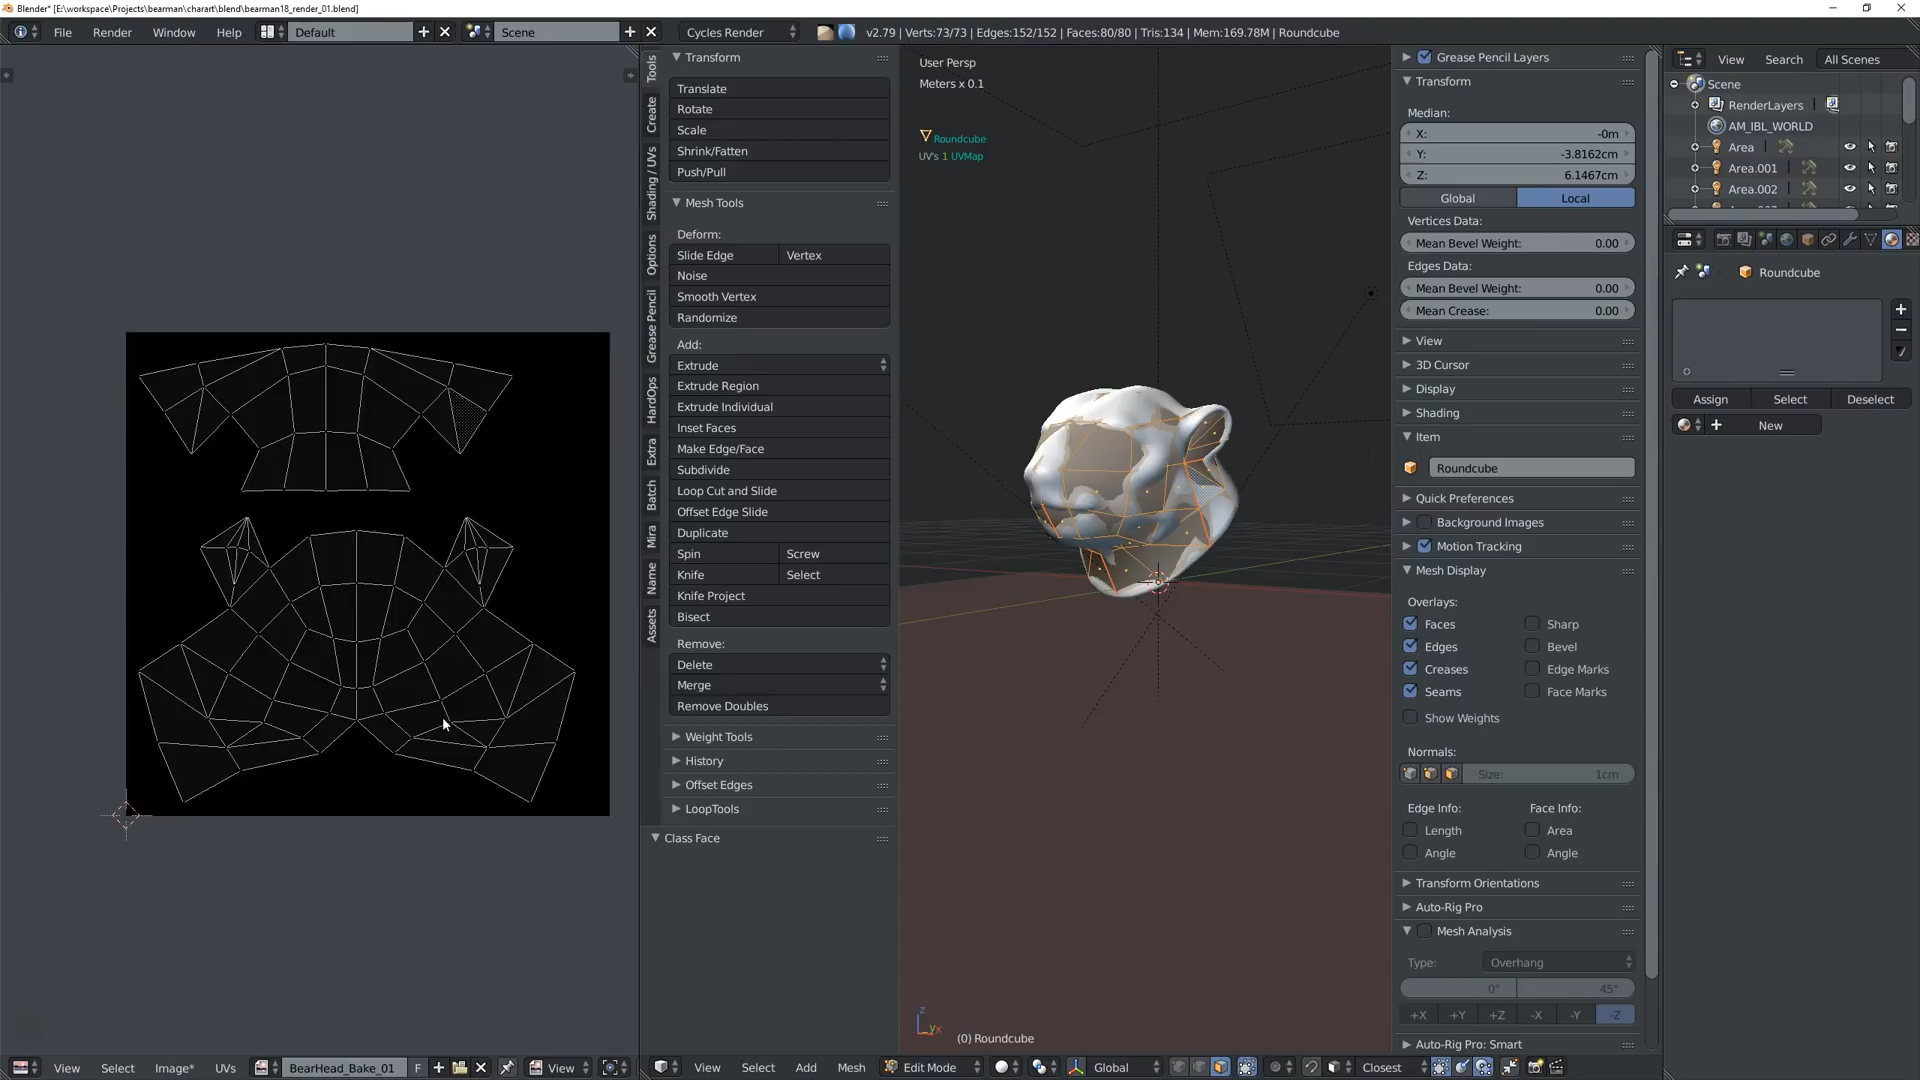 Blender* [E:\workspace\Projects\bearman\charart\blend\bearman18_render_01.blend]
File Render Window Help Default Scene Cycles Render v2.79 | Verts:73/73 | Edges:152/152 | Faces:80/80 | Tris:134 | Mem:169.78M | Roundcube
Tools
Create
Shading / UVs
Options
Grease Pencil
HardOps
Extra
Batch
Mira
Name
Assets
Transform
Translate
Rotate
Scale
Shrink/Fatten
Push/Pull
Mesh Tools
Deform:
Slide Edge Vertex
Noise
Smooth Vertex
Randomize
Add:
Extrude
Extrude Region
Extrude Individual
Inset Faces
Make Edge/Face
Subdivide
Loop Cut and Slide
Offset Edge Slide
Duplicate
Spin Screw
Knife Select
Knife Project
Bisect
Remove:
Delete
Merge
Remove Doubles
Weight Tools
History
Offset Edges
LoopTools
Class Face
User Persp
Meters x 0.1
Roundcube
UV's 1 UVMap
(0) Roundcube
Grease Pencil Layers
Transform
Median:
X: -0m
Y: -3.8162cm
Z: 6.1467cm
Global Local
Vertices Data:
Mean Bevel Weight: 0.00
Edges Data:
Mean Bevel Weight: 0.00
Mean Crease: 0.00
View
3D Cursor
Display
Shading
Item
Roundcube
Quick Preferences
Background Images
Motion Tracking
Mesh Display
Overlays:
Faces Sharp
Edges Bevel
Creases Edge Marks
Seams Face Marks
Show Weights
Normals:
Size: 1cm
Edge Info: Face Info:
Length Area
Angle Angle
Transform Orientations
Auto-Rig Pro
Mesh Analysis
Type: Overhang
0° 45°
+X +Y +Z -X -Y -Z
Auto-Rig Pro: Smart
View Search All Scenes
Scene
RenderLayers
AM_IBL_WORLD
Area
Area.001
Area.002
Roundcube
Assign Select Deselect
New
View Select Image* UVs BearHead_Bake_01 F View
View Select Add Mesh Edit Mode Global Closest